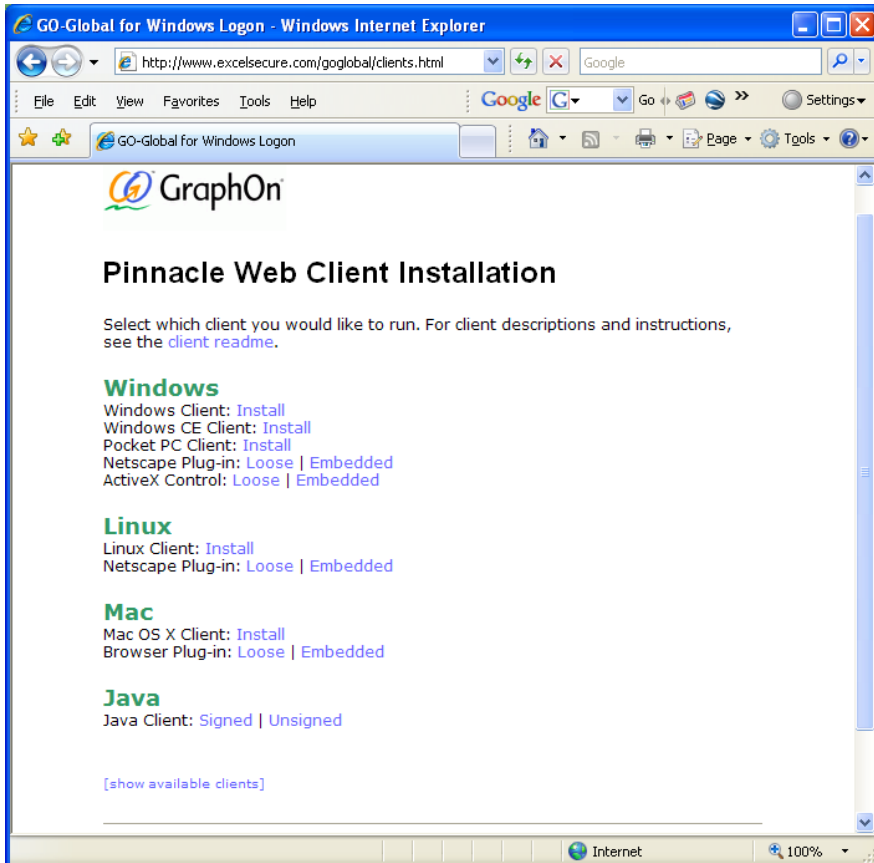 GO-Global for Windows Logon - Windows Internet Explorer
http://www.excelsecure.com/goglobal/clients.html
Google
File Edit View Favorites Tools Help
Google G Go » Settings
GO-Global for Windows Logon
Page Tools
GraphOn
Pinnacle Web Client Installation
Select which client you would like to run. For client descriptions and instructions,
see the client readme.
Windows
Windows Client: Install
Windows CE Client: Install
Pocket PC Client: Install
Netscape Plug-in: Loose | Embedded
ActiveX Control: Loose | Embedded
Linux
Linux Client: Install
Netscape Plug-in: Loose | Embedded
Mac
Mac OS X Client: Install
Browser Plug-in: Loose | Embedded
Java
Java Client: Signed | Unsigned
[show available clients]
Internet
100%